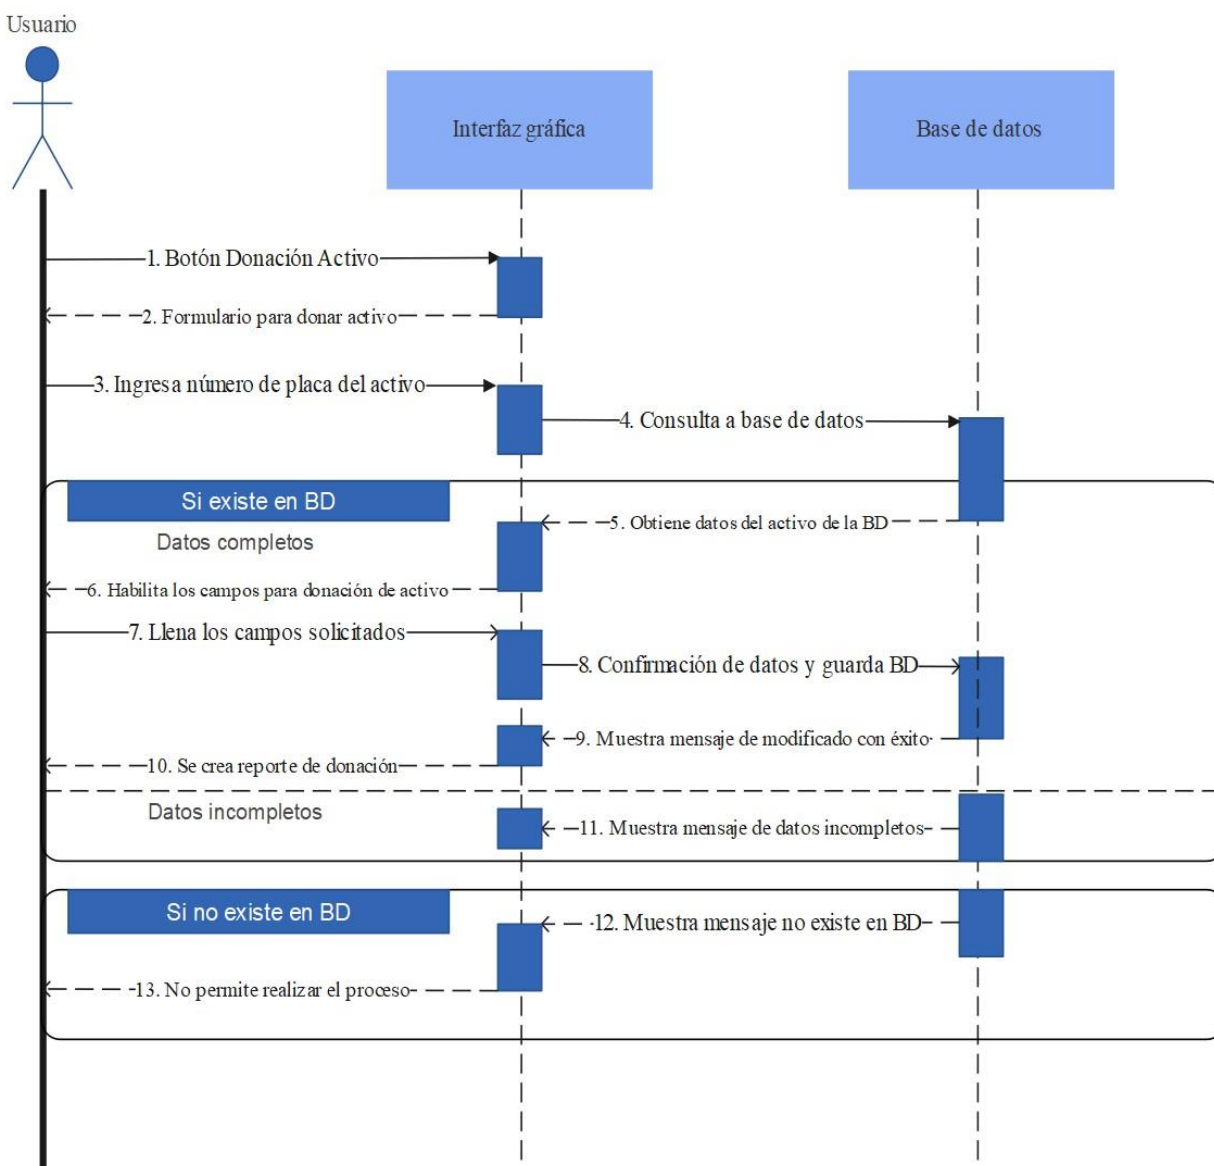 Usuario
Interfaz gráfica
Base de datos
1. Botón Donación Activo
2. Formulario para donar activo
3. Ingresa número de placa del activo
4. Consulta a base de datos
Si existe en BD
5. Obtiene datos del activo de la BD
Datos completos
6. Habilita los campos para donación de activo
7. Llena los campos solicitados
8. Confirmación de datos y guarda BD
9. Muestra mensaje de modificado con éxito
10. Se crea reporte de donación
Datos incompletos
11. Muestra mensaje de datos incompletos
Si no existe en BD
12. Muestra mensaje no existe en BD
13. No permite realizar el proceso